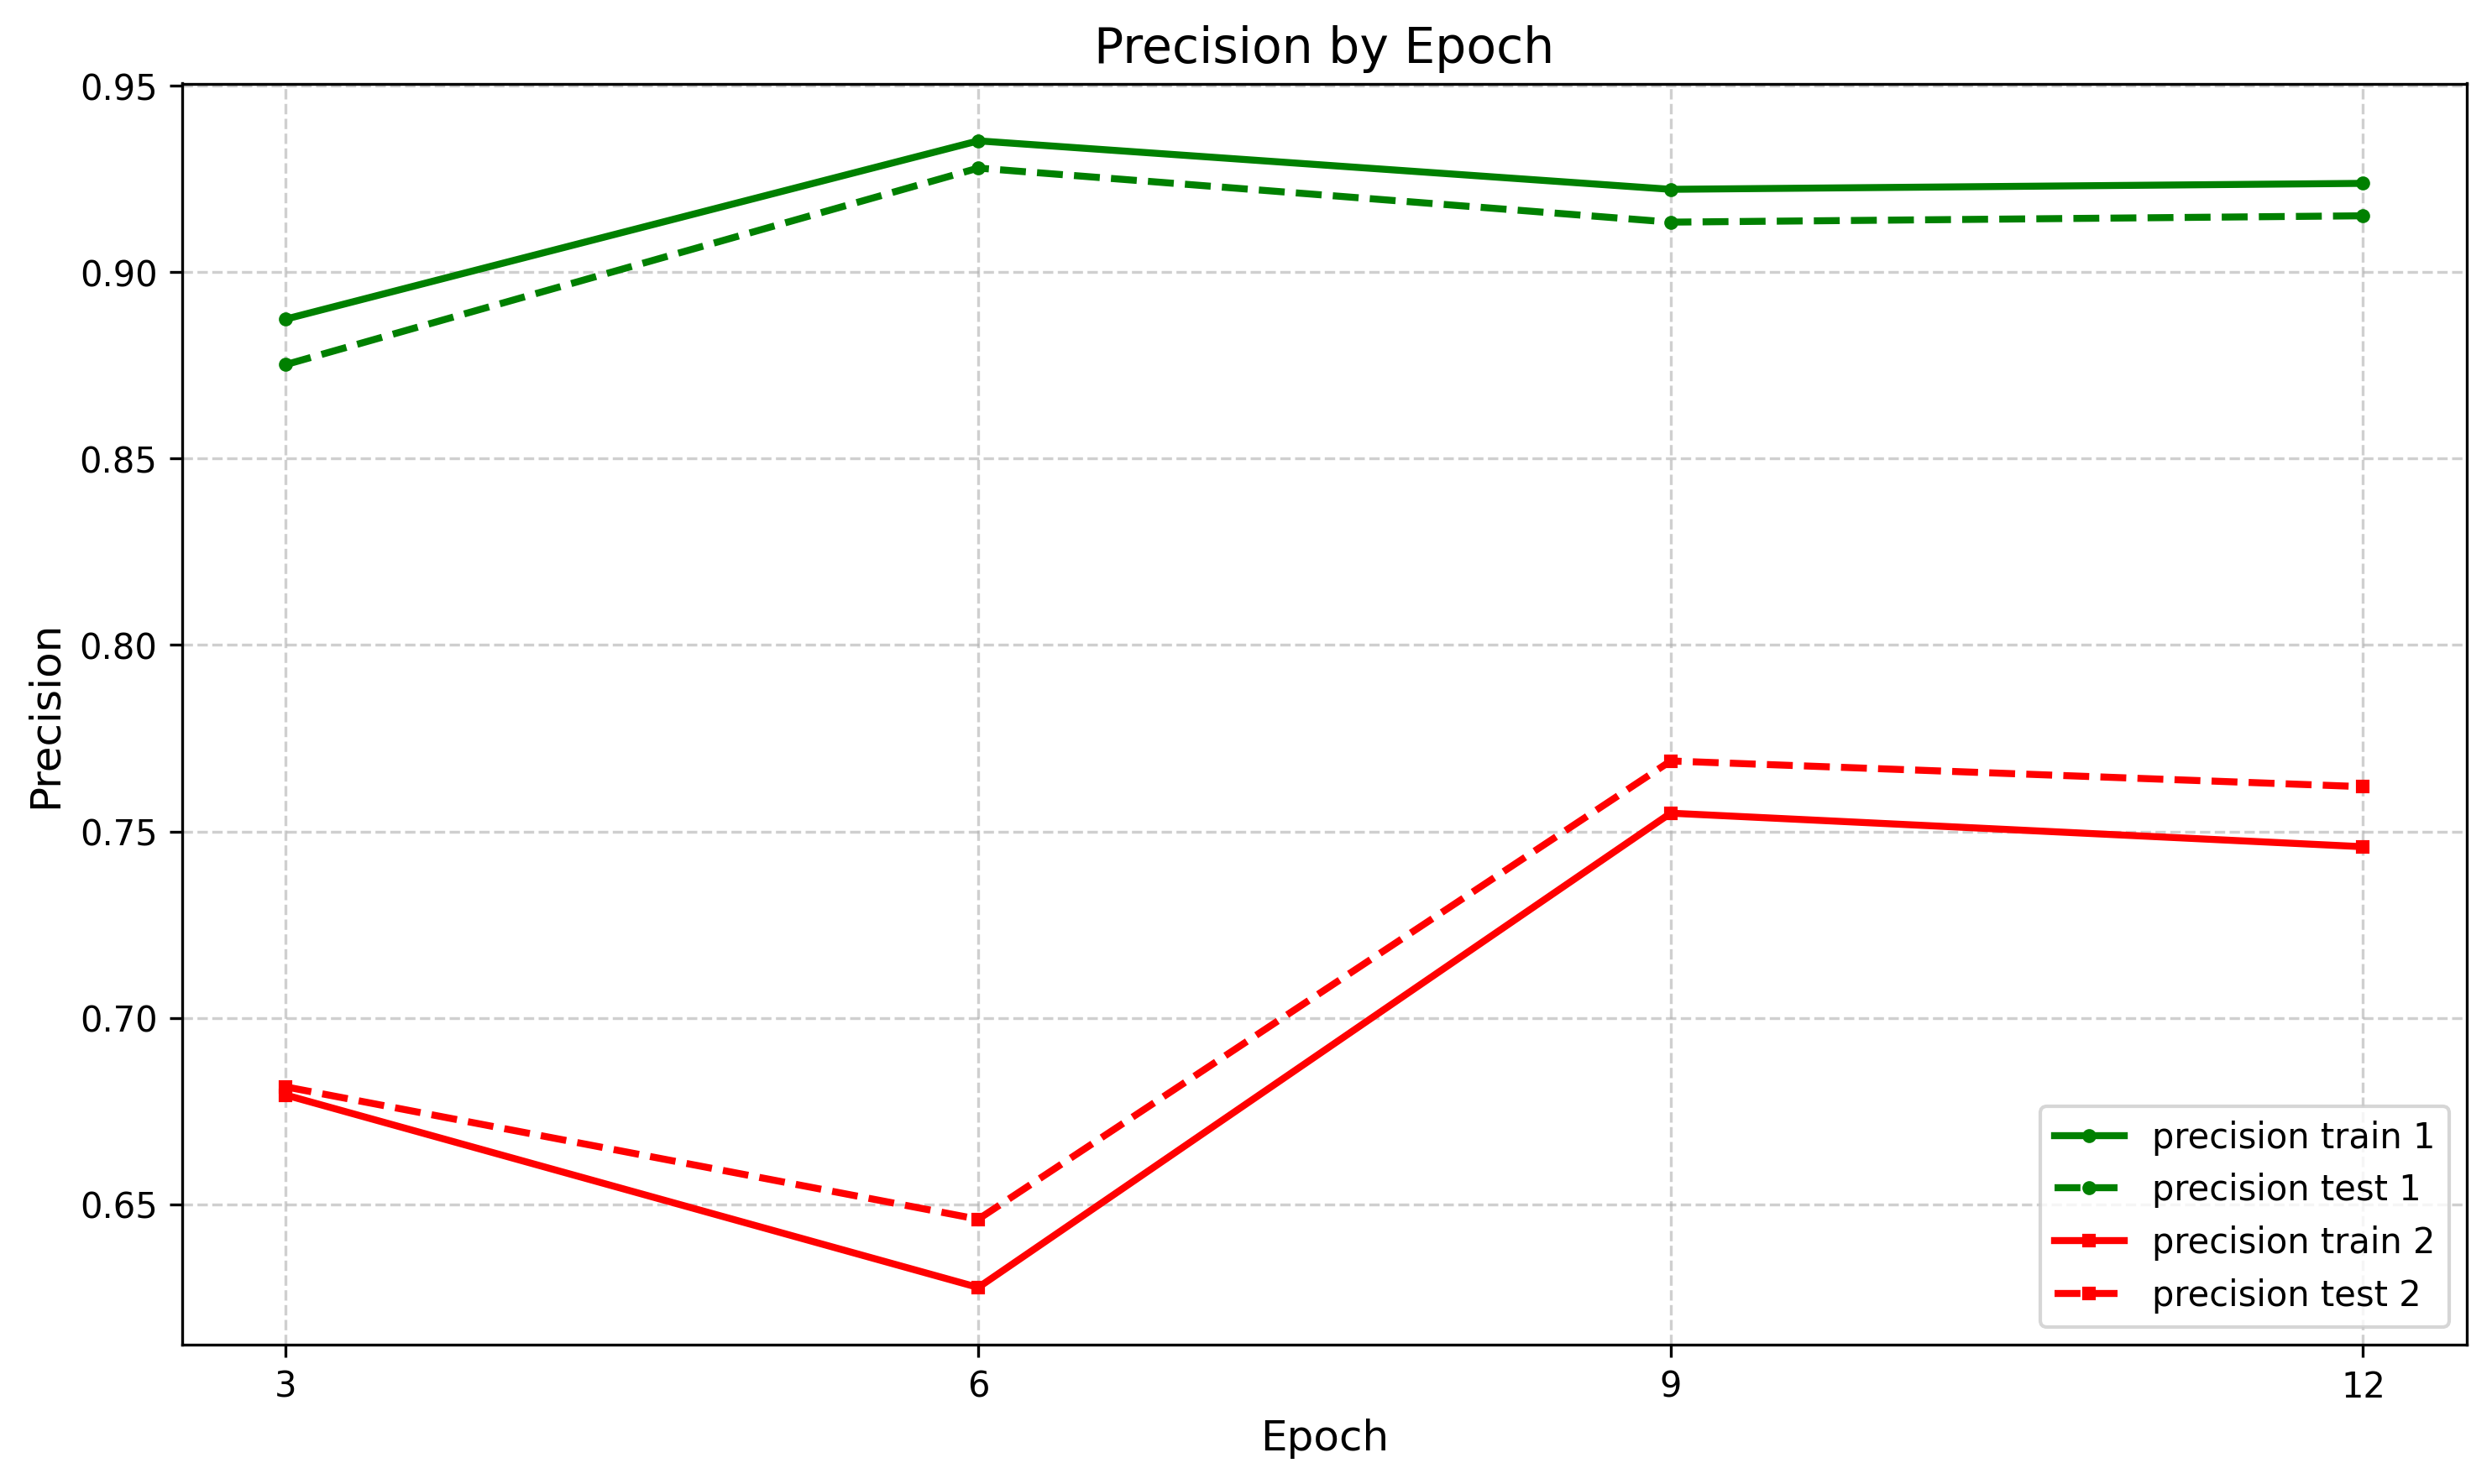 Precision by Epoch
0.95
0.90
0.85
0.80
0.75
0.70
0.65
Precision
3
6
9
12
Epoch
precision train 1
precision test 1
precision train 2
precision test 2